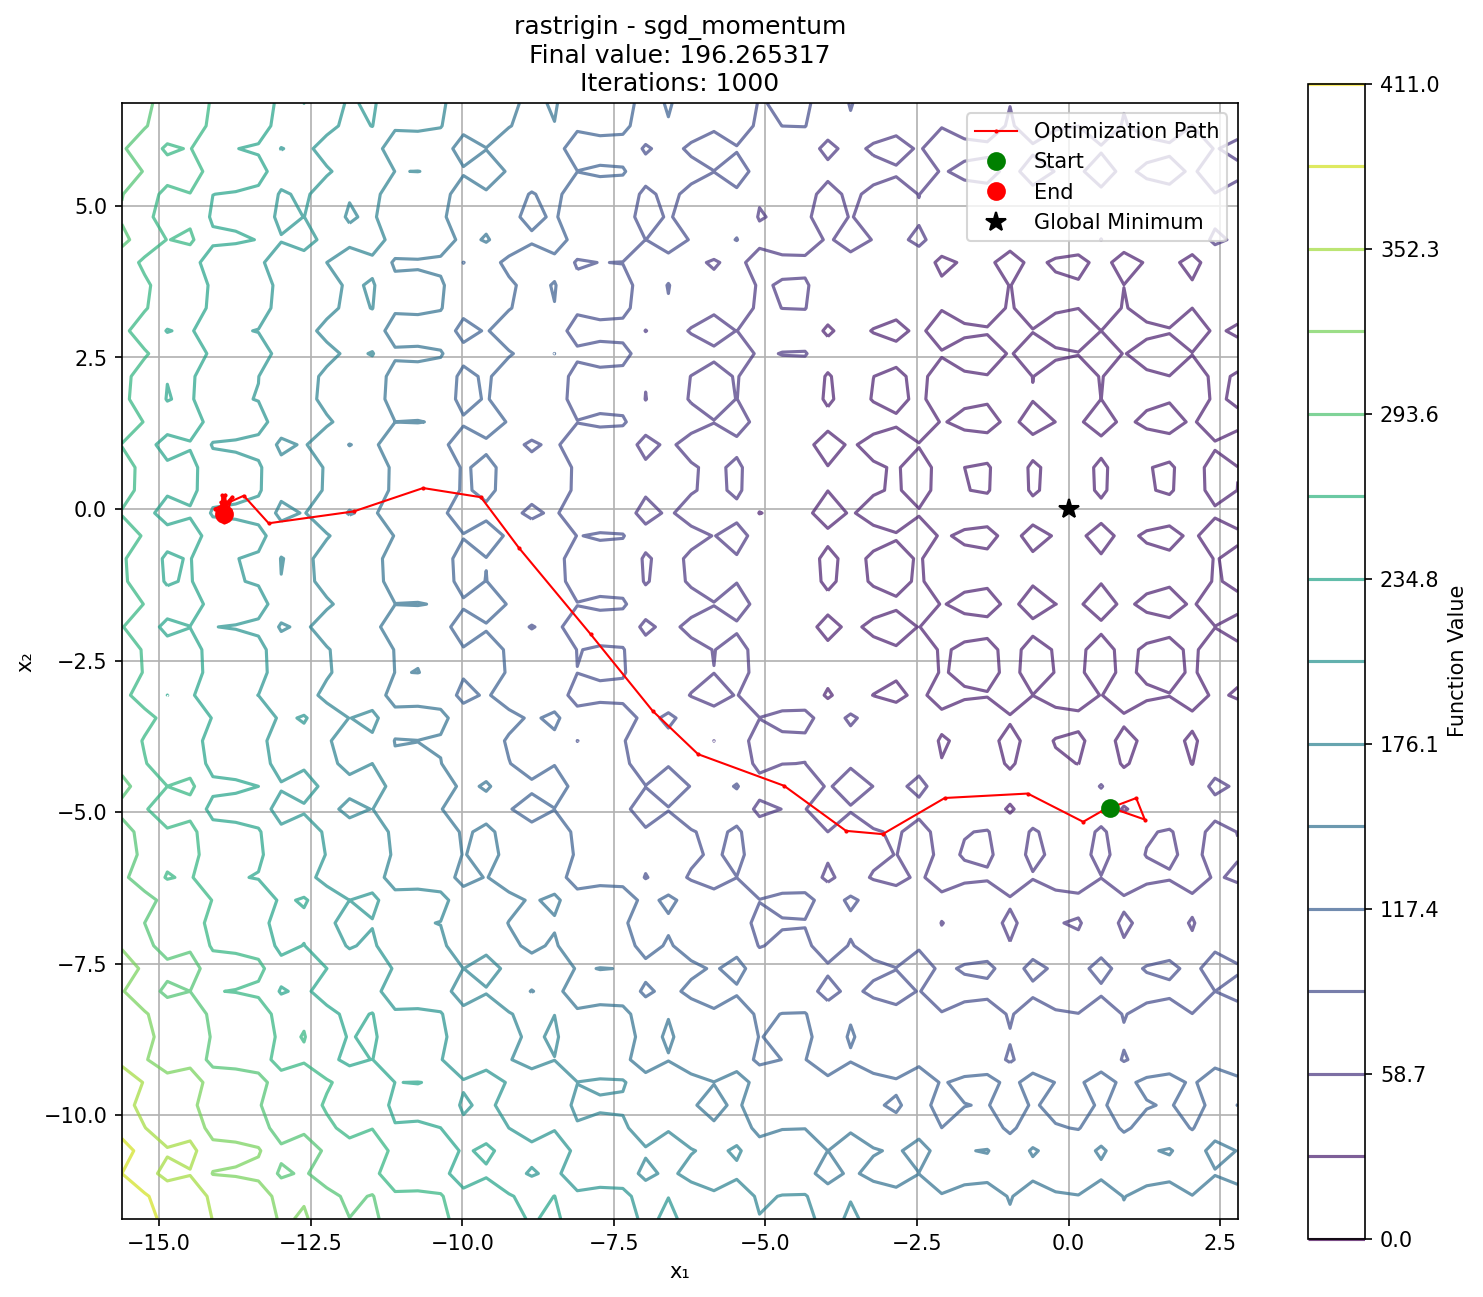 rastrigin - sgd_momentum
Final value: 196.265317
Iterations: 1000
Optimization Path
Start
End
Global Minimum
5.0
2.5
0.0
−2.5
−5.0
−7.5
−10.0
x₂
−15.0
−12.5
−10.0
−7.5
−5.0
−2.5
0.0
2.5
x₁
411.0
352.3
293.6
234.8
176.1
117.4
58.7
0.0
Function Value